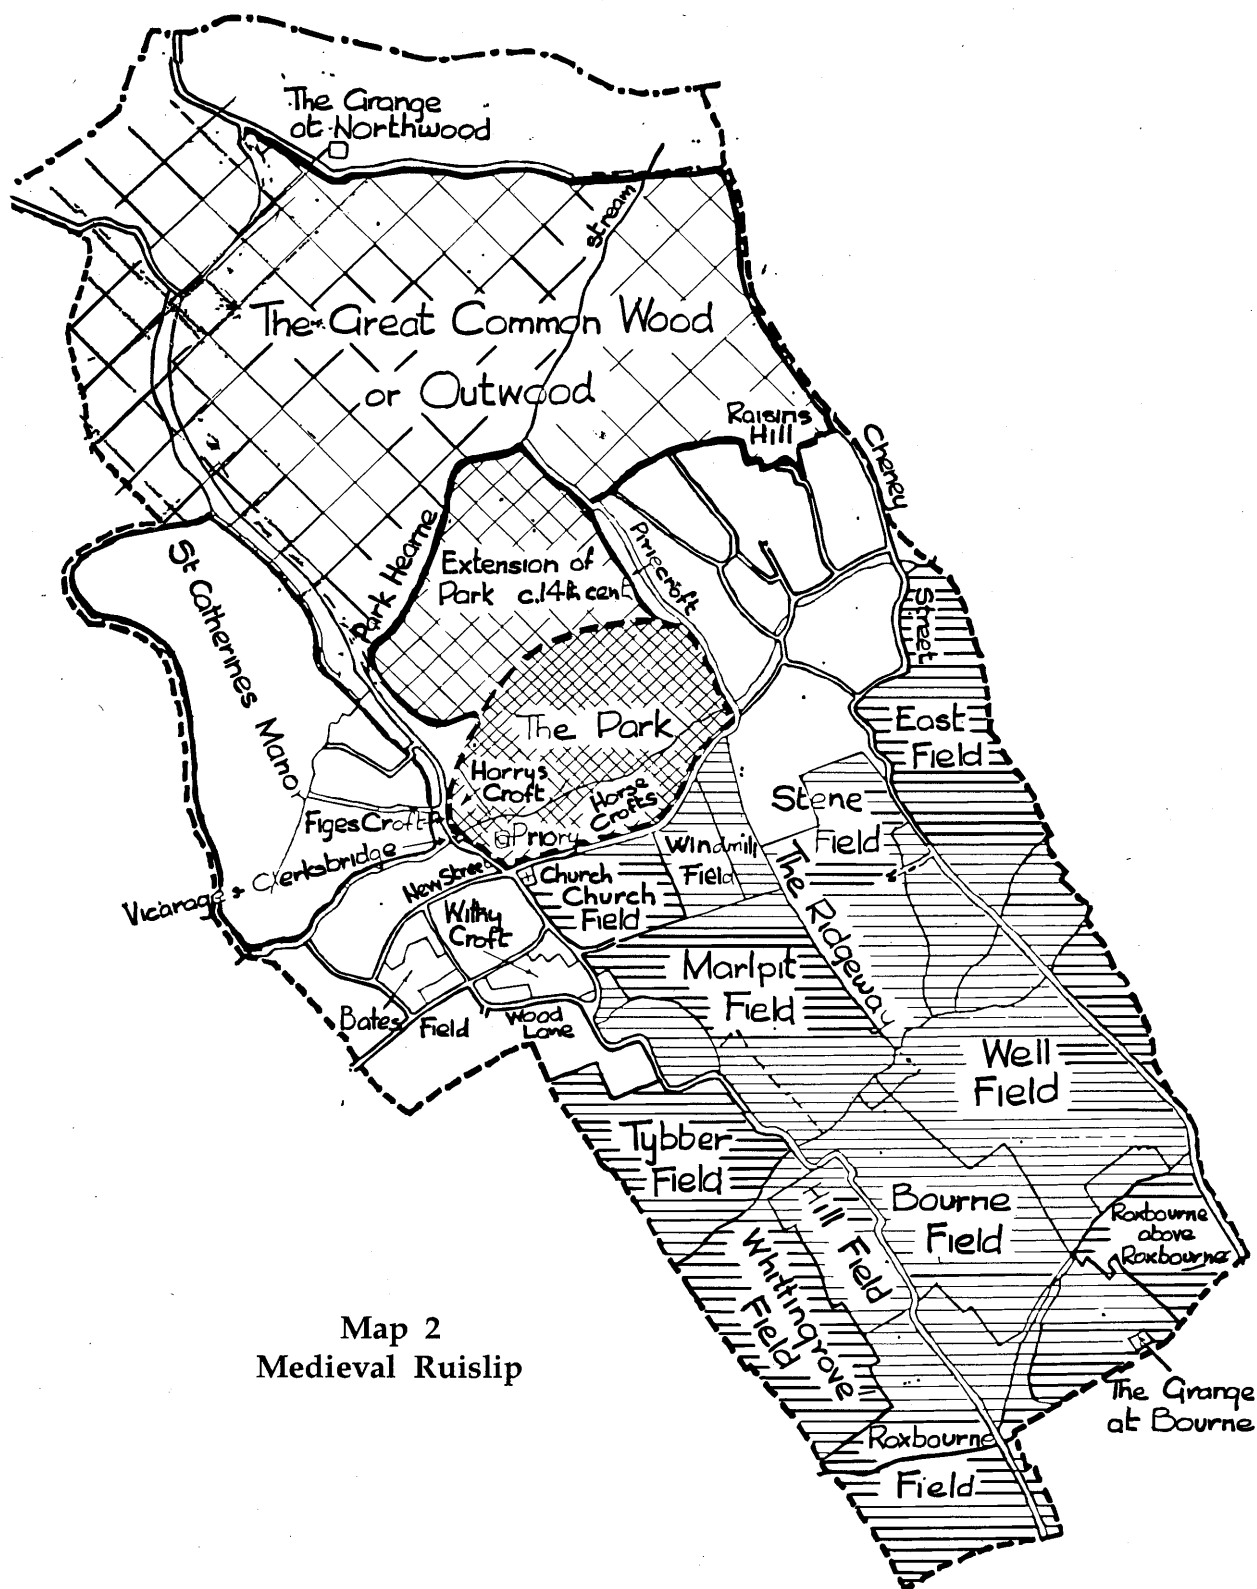 The Grange
at Northwood
stream
The Great Common Wood
or Outwood
Raisins
Hill
Cheney
Street
Park Hearne
Extension of
Park c.14th cent
Pinecroft
St Catherines Manor
East
Field
The Park
Harrys
Croft
Horse
Crofts
Stene
Field
Figes Croft
Priory
Windmill
Field
The Ridgeway
Clerksbridge
New Street
Church
Church
Field
Vicarage
Withy
Croft
Marlpit
Field
Bates
Field
Wood
Lane
Well
Field
Tybber
Field
Hill Field
Bourne
Field
Roxbourne
above
Roxbourne
Whittingrove
Field
Map 2
Medieval Ruislip
The Grange
at Bourne
Roxbourne
Field